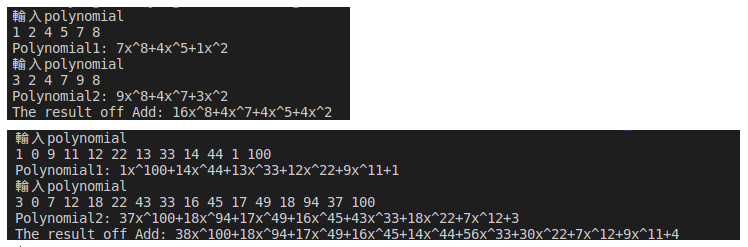 輸入polynomial
1 2 4 5 7 8
Polynomial1: 7x^8+4x^5+1x^2
輸入polynomial
3 2 4 7 9 8
Polynomial2: 9x^8+4x^7+3x^2
The result off Add: 16x^8+4x^7+4x^5+4x^2
輸入polynomial
1 0 9 11 12 22 13 33 14 44 1 100
Polynomial1: 1x^100+14x^44+13x^33+12x^22+9x^11+1
輸入polynomial
3 0 7 12 18 22 43 33 16 45 17 49 18 94 37 100
Polynomial2: 37x^100+18x^94+17x^49+16x^45+43x^33+18x^22+7x^12+3
The result off Add: 38x^100+18x^94+17x^49+16x^45+14x^44+56x^33+30x^22+7x^12+9x^11+4